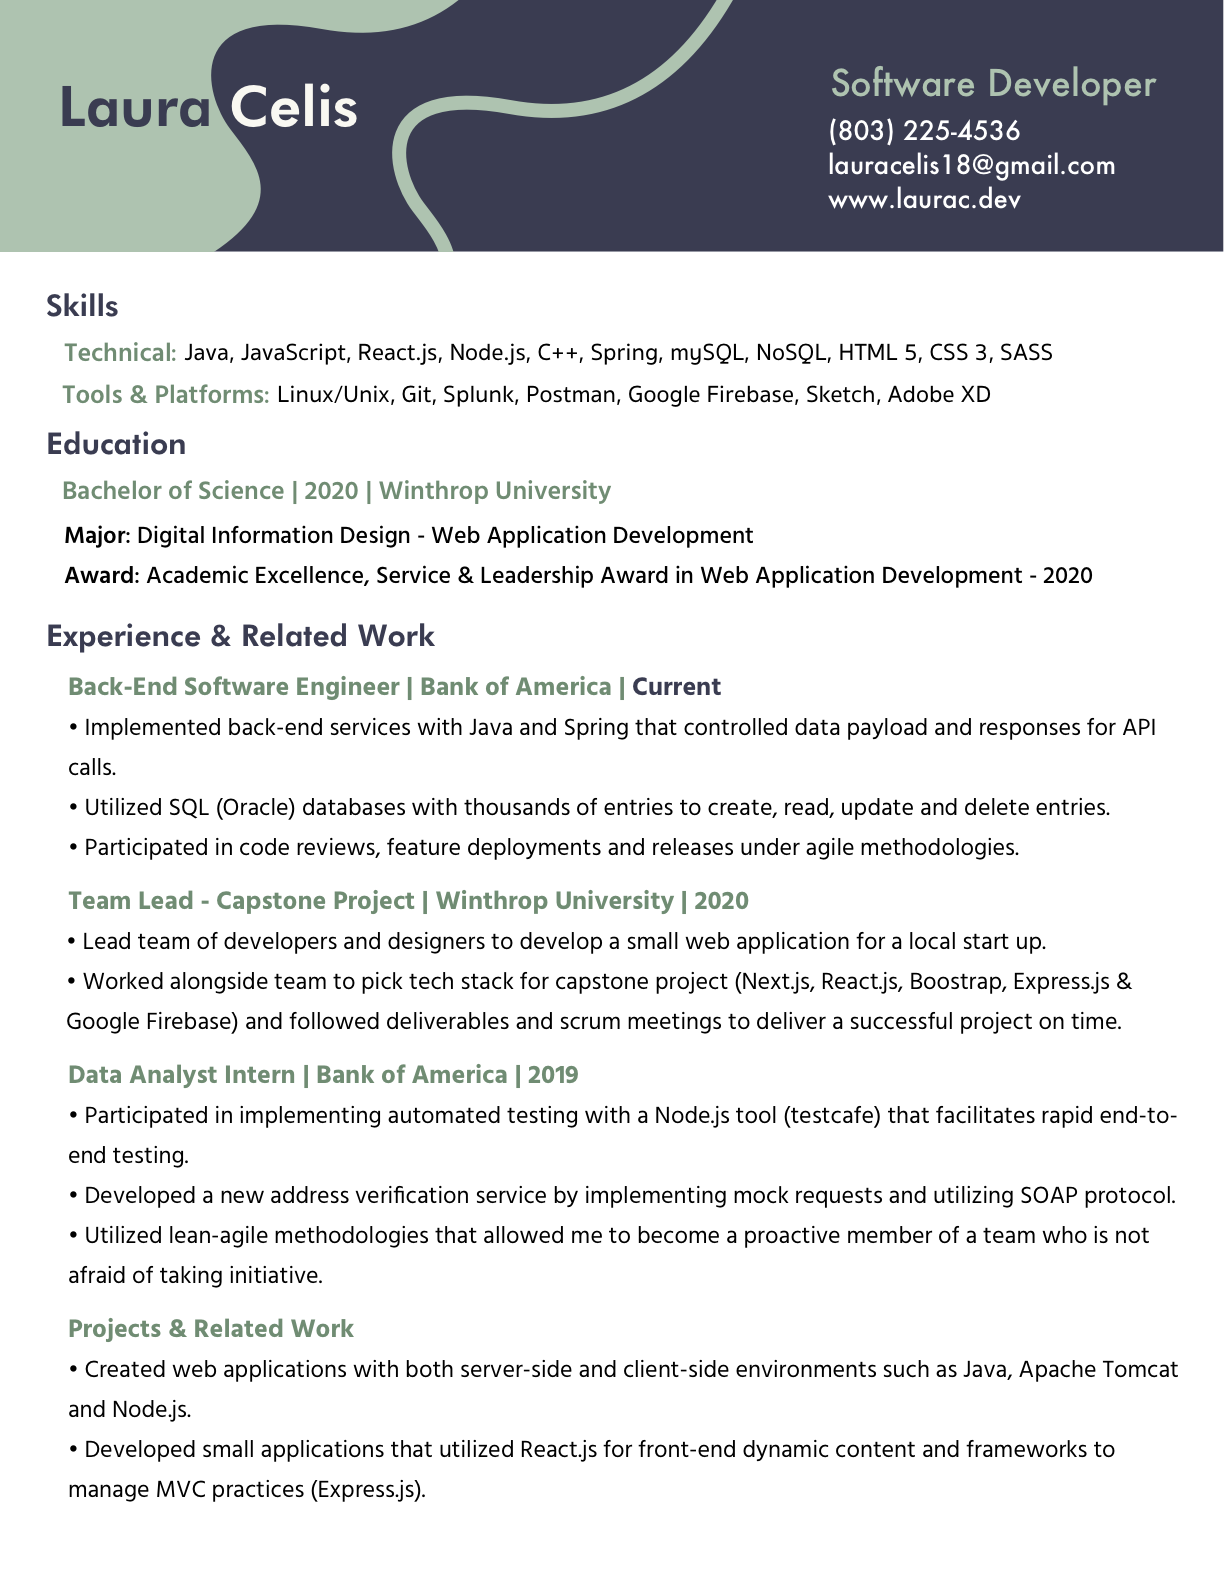 Laura Celis
Software Developer
(803) 225-4536
lauracelis18@gmail.com
www.laurac.dev
Skills
Technical: Java, JavaScript, React.js, Node.js, C++, Spring, mySQL, NoSQL, HTML 5, CSS 3, SASS
Tools & Platforms: Linux/Unix, Git, Splunk, Postman, Google Firebase, Sketch, Adobe XD
Education
Bachelor of Science | 2020 | Winthrop University
Major: Digital Information Design - Web Application Development
Award: Academic Excellence, Service & Leadership Award in Web Application Development - 2020
Experience & Related Work
Back-End Software Engineer | Bank of America | Current
• Implemented back-end services with Java and Spring that controlled data payload and responses for API
calls.
• Utilized SQL (Oracle) databases with thousands of entries to create, read, update and delete entries.
• Participated in code reviews, feature deployments and releases under agile methodologies.
Team Lead - Capstone Project | Winthrop University | 2020
• Lead team of developers and designers to develop a small web application for a local start up.
• Worked alongside team to pick tech stack for capstone project (Next.js, React.js, Boostrap, Express.js &
Google Firebase) and followed deliverables and scrum meetings to deliver a successful project on time.
Data Analyst Intern | Bank of America | 2019
• Participated in implementing automated testing with a Node.js tool (testcafe) that facilitates rapid end-to-
end testing.
• Developed a new address verification service by implementing mock requests and utilizing SOAP protocol.
• Utilized lean-agile methodologies that allowed me to become a proactive member of a team who is not
afraid of taking initiative.
Projects & Related Work
• Created web applications with both server-side and client-side environments such as Java, Apache Tomcat
and Node.js.
• Developed small applications that utilized React.js for front-end dynamic content and frameworks to
manage MVC practices (Express.js).